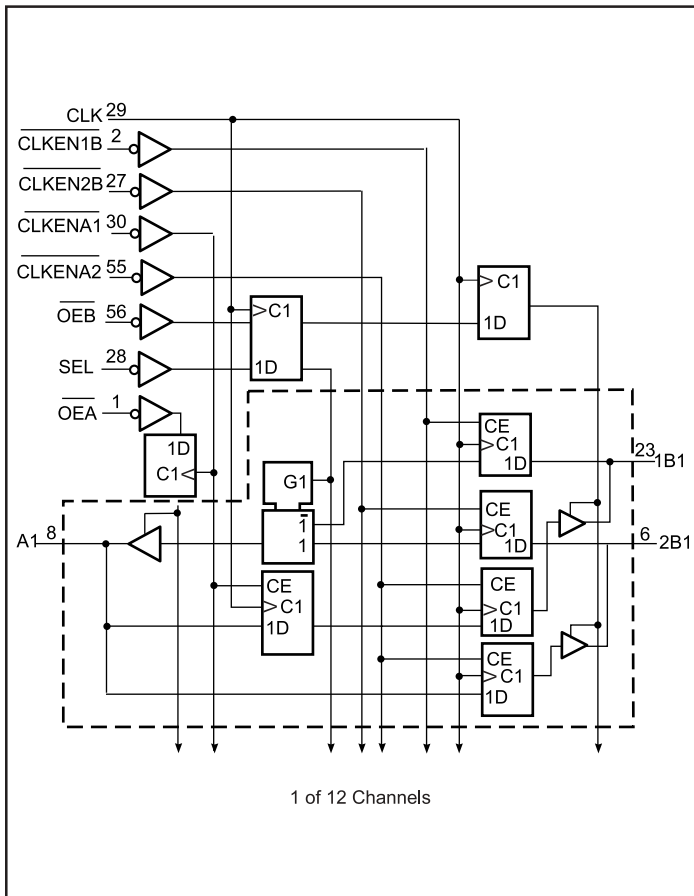 CLK 29
CLKEN1B 2
CLKEN2B 27
CLKENA1 30
CLKENA2 55
OEB 56
SEL 28
OEA 1
C1
1D
C1
1D
1D
C1
G1
1̅
1
CE
C1
1D
23 1B1
CE
C1
1D
6 2B1
A1 8
CE
C1
1D
CE
C1
1D
CE
C1
1D
1 of 12 Channels